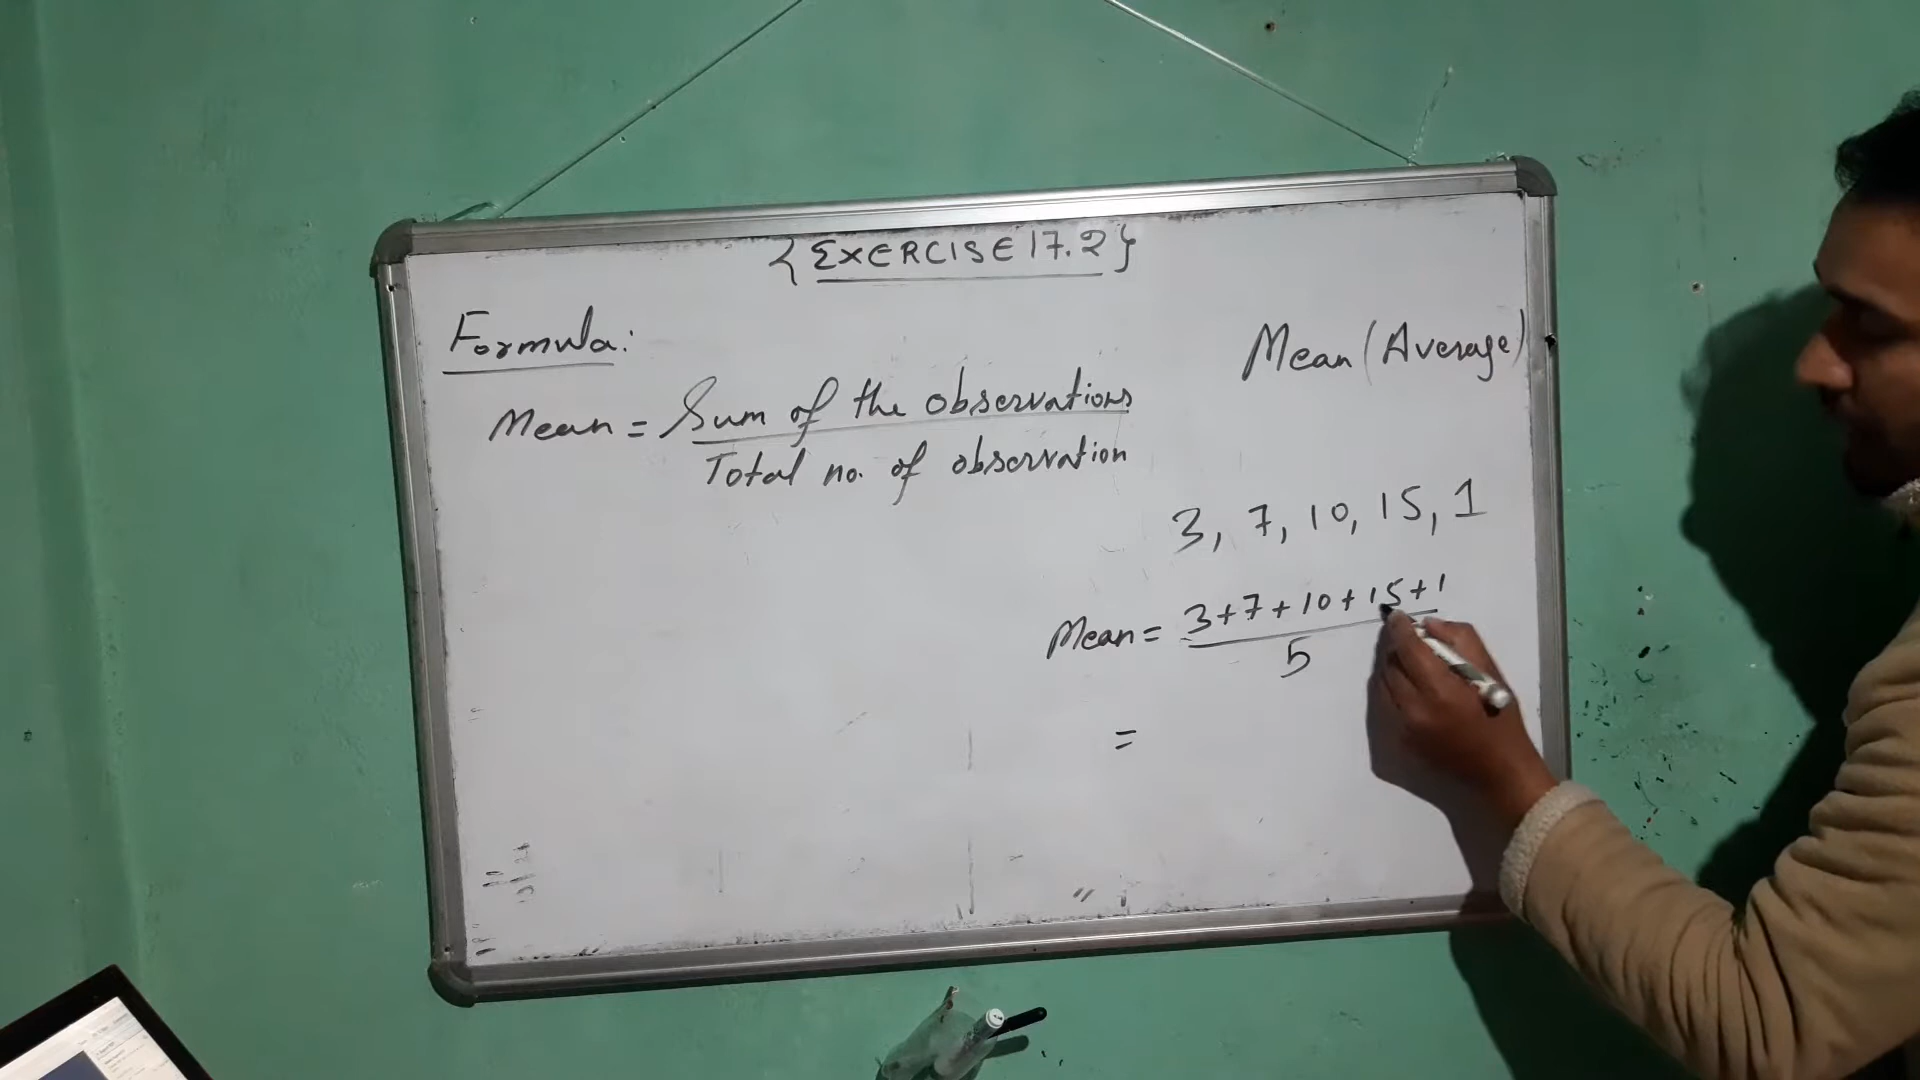 {EXERCISE 17.2}
Formula:
Mean (Average)
Mean = Sum of the observations
Total no. of observation
3, 7, 10, 15, 1
Mean = 3+7+10+15+1
5
=